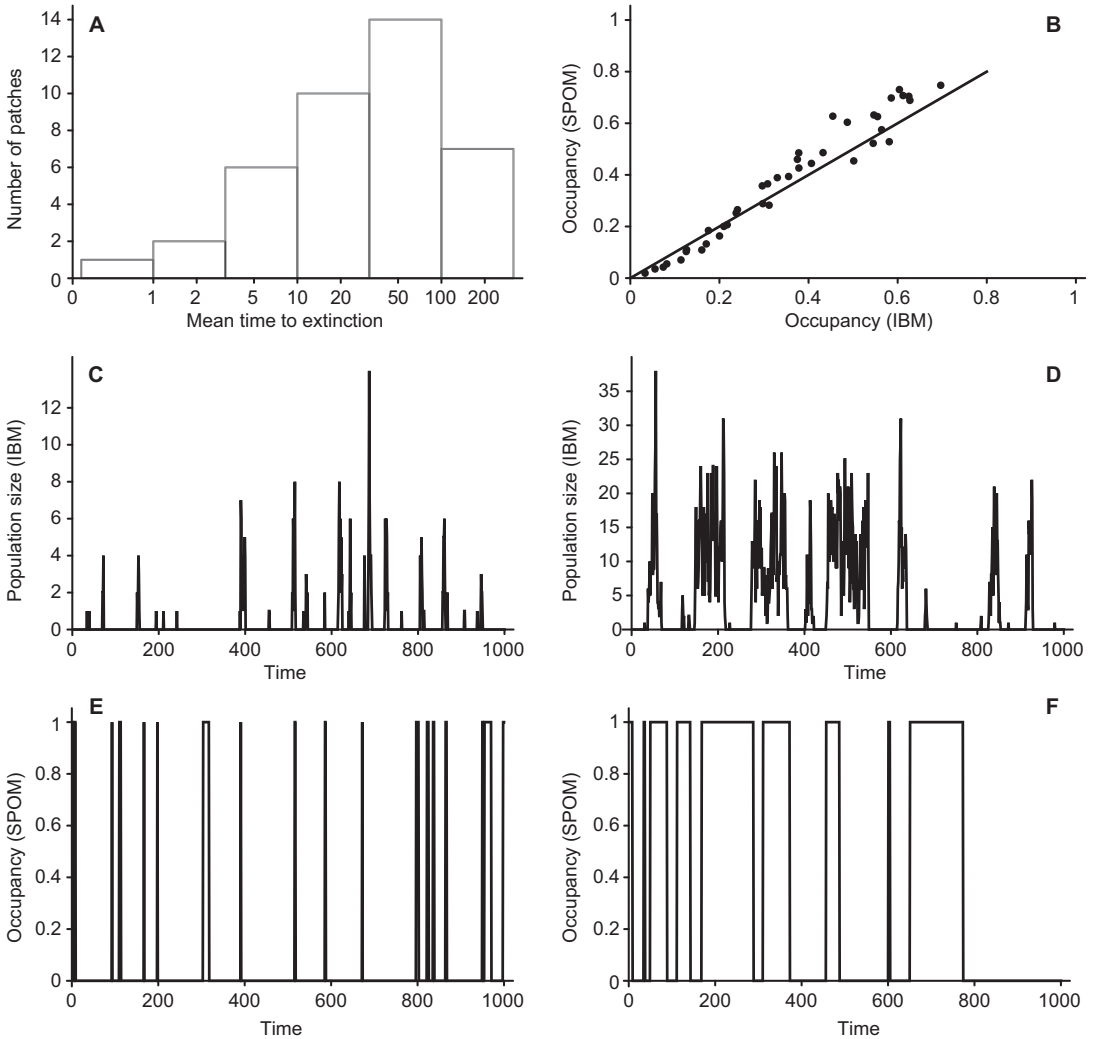 A
Number of patches
14
12
10
8
6
4
2
0
0 1 2 5 10 20 50 100 200
Mean time to extinction
B
Occupancy (SPOM)
1
0.8
0.6
0.4
0.2
0
0 0.2 0.4 0.6 0.8 1
Occupancy (IBM)
C
Population size (IBM)
12
10
8
6
4
2
0
0 200 400 600 800 1000
Time
D
Population size (IBM)
35
30
25
20
15
10
5
0
0 200 400 600 800 1000
Time
E
Occupancy (SPOM)
1
0.8
0.6
0.4
0.2
0
0 200 400 600 800 1000
Time
F
Occupancy (SPOM)
1
0.8
0.6
0.4
0.2
0
0 200 400 600 800 1000
Time